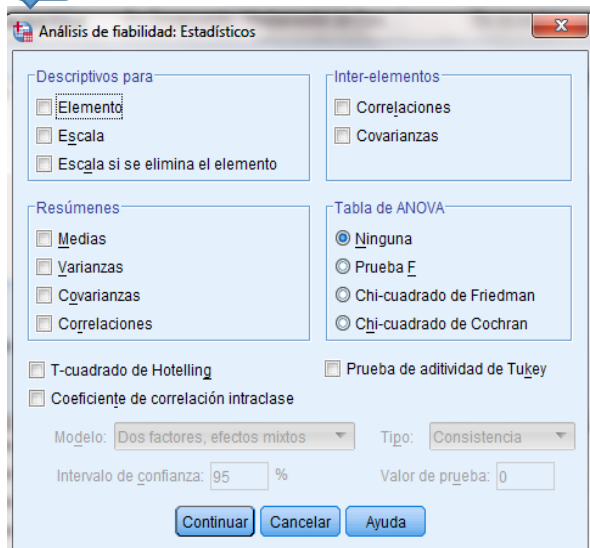 Análisis de fiabilidad: Estadísticos
Descriptivos para
Elemento
Escala
Escala si se elimina el elemento
Inter-elementos
Correlaciones
Covarianzas
Resúmenes
Medias
Varianzas
Covarianzas
Correlaciones
Tabla de ANOVA
Ninguna
Prueba F
Chi-cuadrado de Friedman
Chi-cuadrado de Cochran
T-cuadrado de Hotelling
Prueba de aditividad de Tukey
Coeficiente de correlación intraclase
Modelo: Dos factores, efectos mixtos
Tipo: Consistencia
Intervalo de confianza: 95 %
Valor de prueba: 0
Continuar
Cancelar
Ayuda